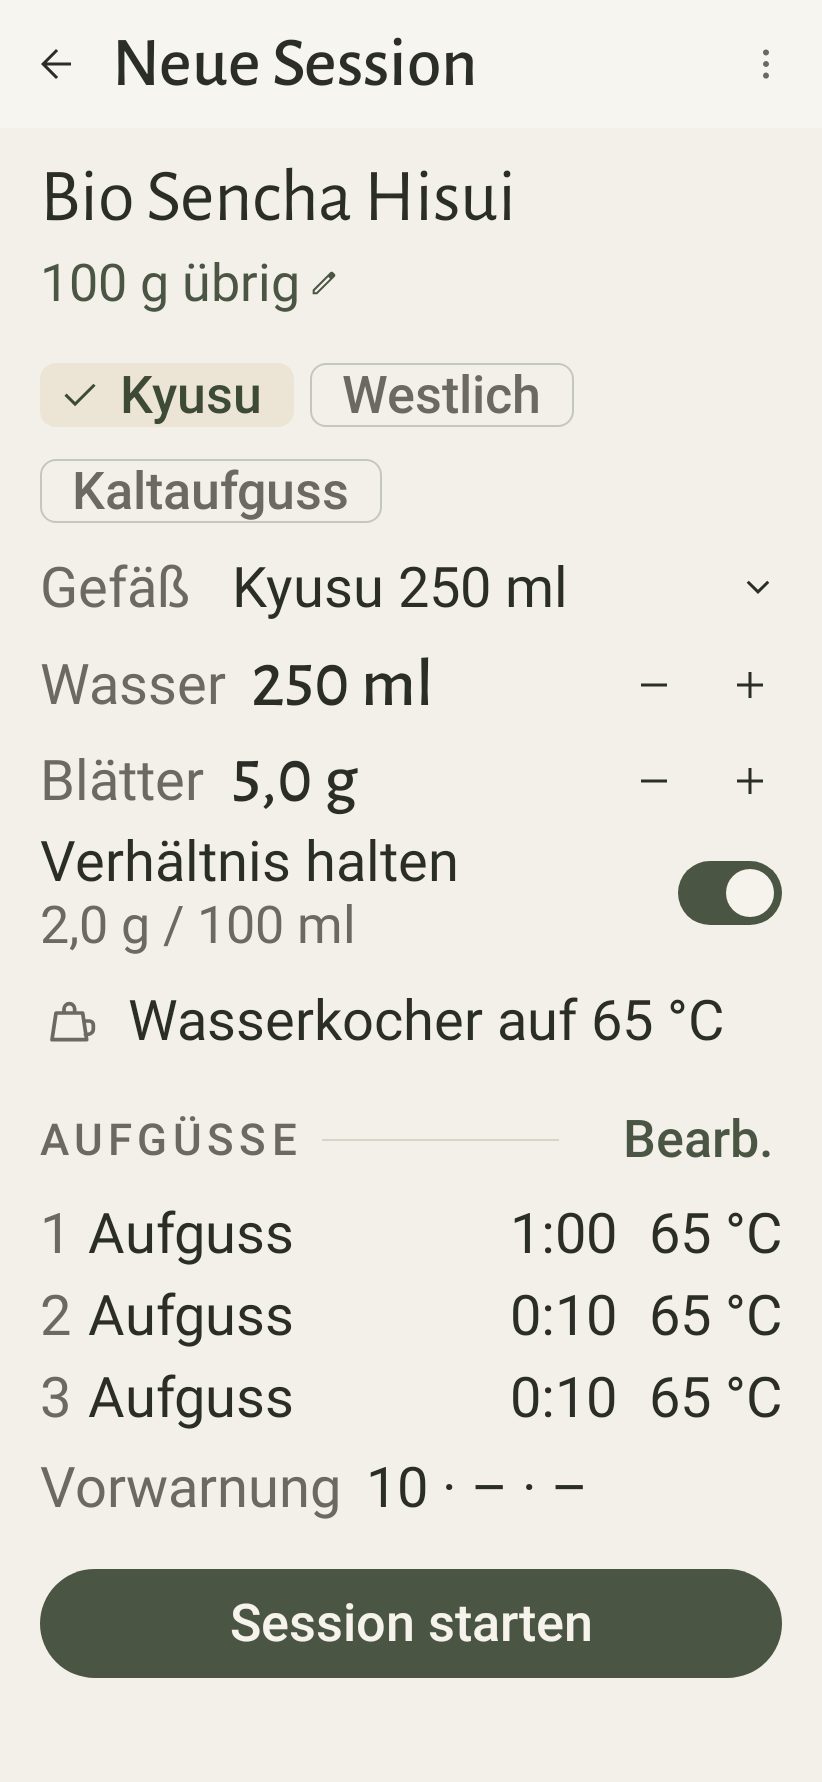 Neue Session
Bio Sencha Hisui
100 g übrig
Kyusu Westlich
Kaltaufguss
Gefäß Kyusu 250 ml
Wasser 250 ml − +
Blätter 5,0 g − +
Verhältnis halten
2,0 g / 100 ml
Wasserkocher auf 65 °C
AUFGÜSSE Bearb.
1 Aufguss 1:00 65 °C
2 Aufguss 0:10 65 °C
3 Aufguss 0:10 65 °C
Vorwarnung 10 · – · –
Session starten